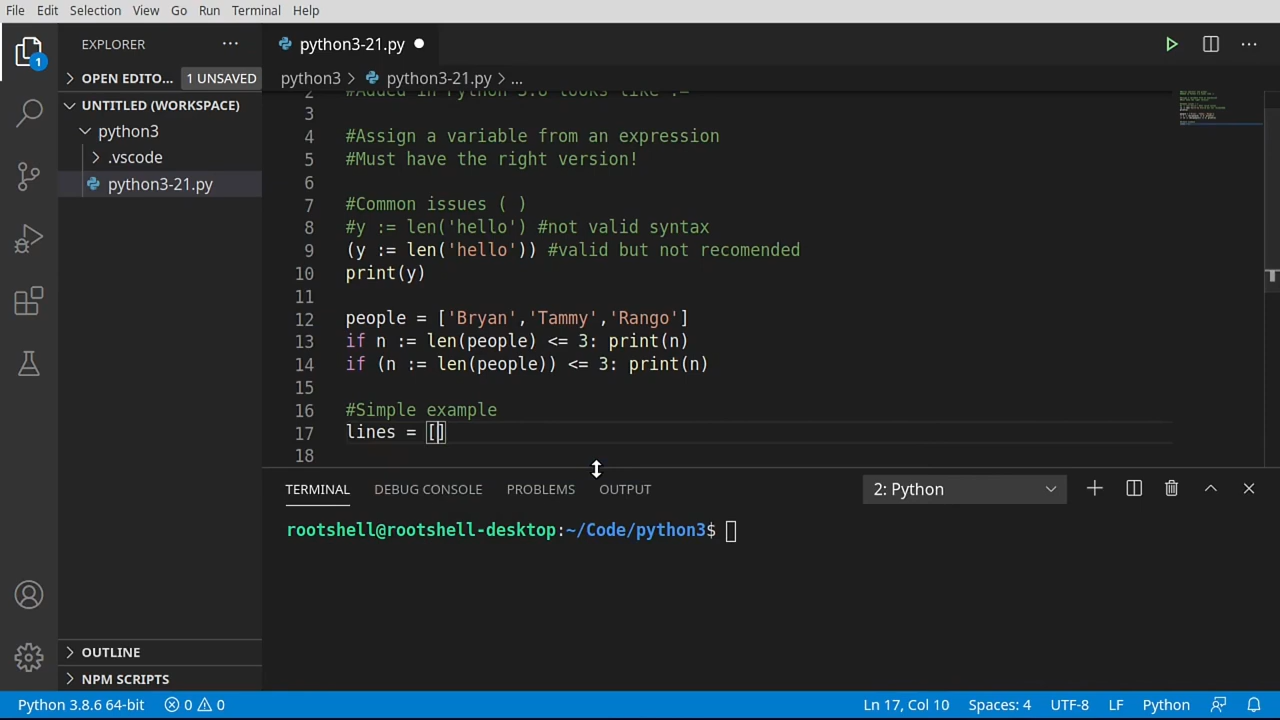 File Edit Selection View Go Run Terminal Help
EXPLORER
python3-21.py
OPEN EDITO... 1 UNSAVED
python3 > python3-21.py > ...
UNTITLED (WORKSPACE)
python3
.vscode
python3-21.py
1
2 #Added in Python 3.8 looks like :=
3
4 #Assign a variable from an expression
5 #Must have the right version!
6
7 #Common issues ( )
8 #y := len('hello') #not valid syntax
9 (y := len('hello')) #valid but not recomended
10 print(y)
11
12 people = ['Bryan','Tammy','Rango']
13 if n := len(people) <= 3: print(n)
14 if (n := len(people)) <= 3: print(n)
15
16 #Simple example
17 lines = []
18
TERMINAL DEBUG CONSOLE PROBLEMS OUTPUT 2: Python
rootshell@rootshell-desktop:~/Code/python3$
OUTLINE
NPM SCRIPTS
Python 3.8.6 64-bit 0 0 Ln 17, Col 10 Spaces: 4 UTF-8 LF Python